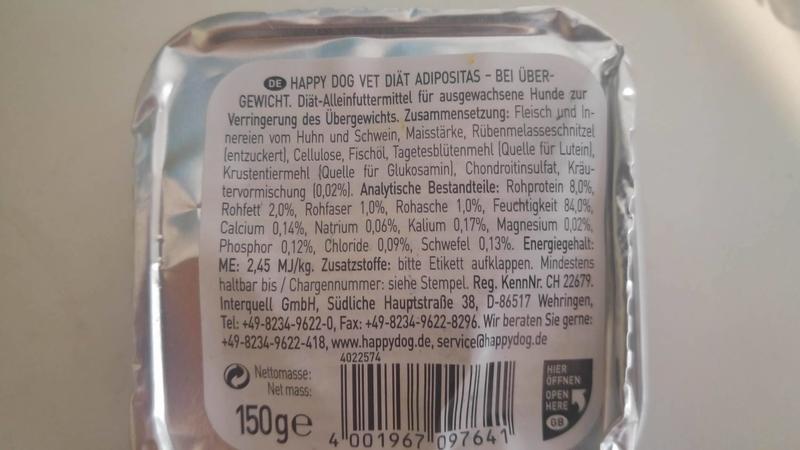 DE HAPPY DOG VET DIÄT ADIPOSITAS – BEI ÜBER-
GEWICHT. Diät-Alleinfuttermittel für ausgewachsene Hunde zur
Verringerung des Übergewichts. Zusammensetzung: Fleisch und In-
nereien vom Huhn und Schwein, Maisstärke, Rübenmelasseschnitzel
(entzuckert), Cellulose, Fischöl, Tagetesblütenmehl (Quelle für Lutein),
Krustentiermehl (Quelle für Glukosamin), Chondroitinsulfat, Kräu-
tervormischung (0,02%). Analytische Bestandteile: Rohprotein 8,0%,
Rohfett 2,0%, Rohfaser 1,0%, Rohasche 1,0%, Feuchtigkeit 84,0%,
Calcium 0,14%, Natrium 0,06%, Kalium 0,17%, Magnesium 0,02%,
Phosphor 0,12%, Chloride 0,09%, Schwefel 0,13%. Energiegehalt:
ME: 2,45 MJ/kg. Zusatzstoffe: bitte Etikett aufklappen. Mindestens
haltbar bis / Chargennummer: siehe Stempel. Reg. KennNr. CH 22679.
Interquell GmbH, Südliche Hauptstraße 38, D-86517 Wehringen,
Tel: +49-8234-9622-0, Fax: +49-8234-9622-8296. Wir beraten Sie gerne:
+49-8234-9622-418, www.happydog.de, service@happydog.de
4022574
Nettomasse:
Net mass:
150g e
4 001967 097641
HIER
ÖFFNEN
OPEN
HERE
GB